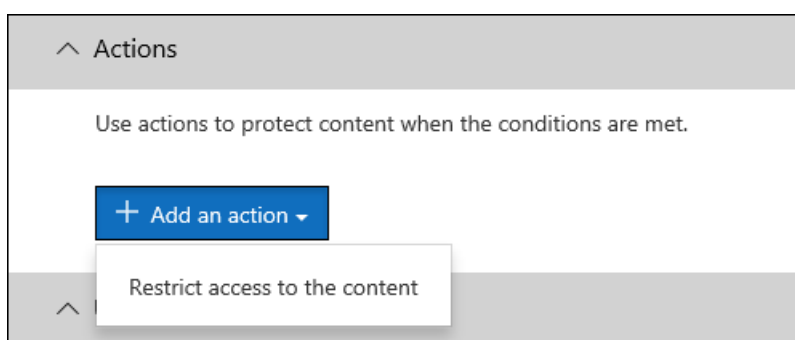 Actions
Use actions to protect content when the conditions are met.
+ Add an action
Restrict access to the content